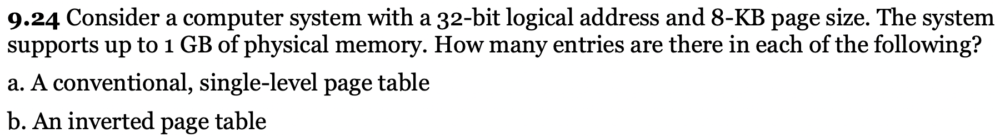 9.24 Consider a computer system with a 32-bit logical address and 8-KB page size. The system
supports up to 1 GB of physical memory. How many entries are there in each of the following?
a. A conventional, single-level page table
b. An inverted page table